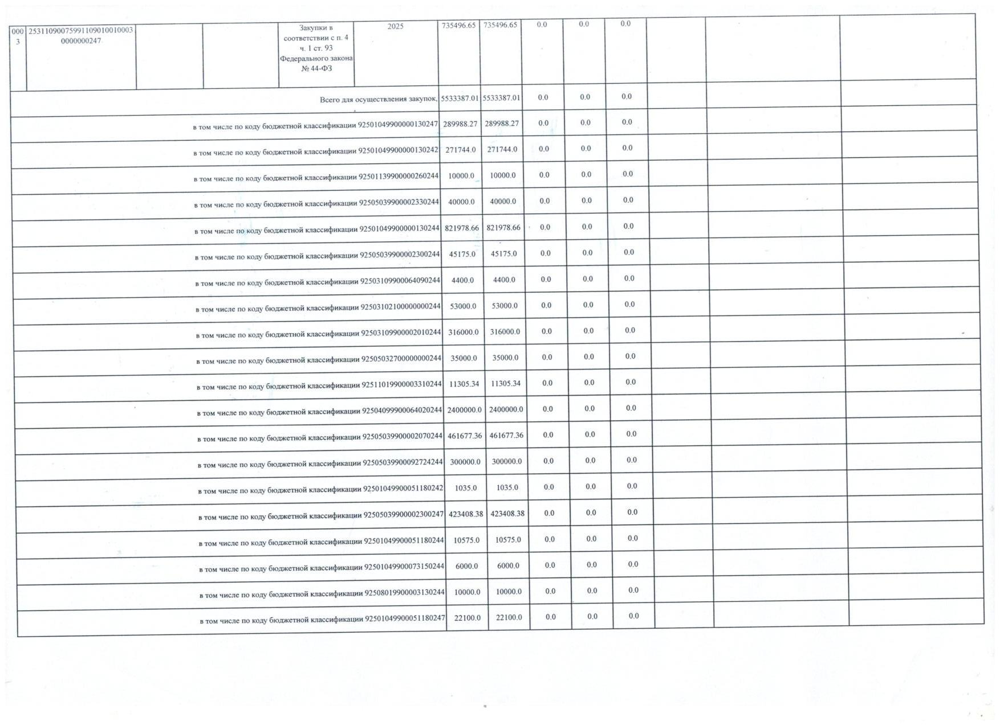 000 253110900759911090100100030 Закупки в 2025 735496.65 735496.65 0.0 0.0 0.0
3 0000000247 соответствии с п. 4
ч. 1 ст. 93
Федерального закона
№ 44-ФЗ
Всего для осуществления закупок, 5533387.01 5533387.01 0.0 0.0 0.0
в том числе по коду бюджетной классификации 92501049900000130247 289988.27 289988.27 0.0 0.0 0.0
в том числе по коду бюджетной классификации 92501049900000130242 271744.0 271744.0 0.0 0.0 0.0
в том числе по коду бюджетной классификации 92501139900000260244 10000.0 10000.0 0.0 0.0 0.0
в том числе по коду бюджетной классификации 92505039900002330244 40000.0 40000.0 0.0 0.0 0.0
в том числе по коду бюджетной классификации 92501049900000130244 821978.66 821978.66 0.0 0.0 0.0
в том числе по коду бюджетной классификации 92505039900002300244 45175.0 45175.0 0.0 0.0 0.0
в том числе по коду бюджетной классификации 92503109900064090244 4400.0 4400.0 0.0 0.0 0.0
в том числе по коду бюджетной классификации 92503102100000000244 53000.0 53000.0 0.0 0.0 0.0
в том числе по коду бюджетной классификации 92503109900002010244 316000.0 316000.0 0.0 0.0 0.0
в том числе по коду бюджетной классификации 92505032700000000244 35000.0 35000.0 0.0 0.0 0.0
в том числе по коду бюджетной классификации 92511019900003310244 11305.34 11305.34 0.0 0.0 0.0
в том числе по коду бюджетной классификации 92504099900064020244 2400000.0 2400000.0 0.0 0.0 0.0
в том числе по коду бюджетной классификации 92505039900002070244 461677.36 461677.36 0.0 0.0 0.0
в том числе по коду бюджетной классификации 92505039900092724244 300000.0 300000.0 0.0 0.0 0.0
в том числе по коду бюджетной классификации 92501049900051180242 1035.0 1035.0 0.0 0.0 0.0
в том числе по коду бюджетной классификации 92505039900002300247 423408.38 423408.38 0.0 0.0 0.0
в том числе по коду бюджетной классификации 92501049900051180244 10575.0 10575.0 0.0 0.0 0.0
в том числе по коду бюджетной классификации 92501049900073150244 6000.0 6000.0 0.0 0.0 0.0
в том числе по коду бюджетной классификации 92508019900003130244 10000.0 10000.0 0.0 0.0 0.0
в том числе по коду бюджетной классификации 92501049900051180247 22100.0 22100.0 0.0 0.0 0.0